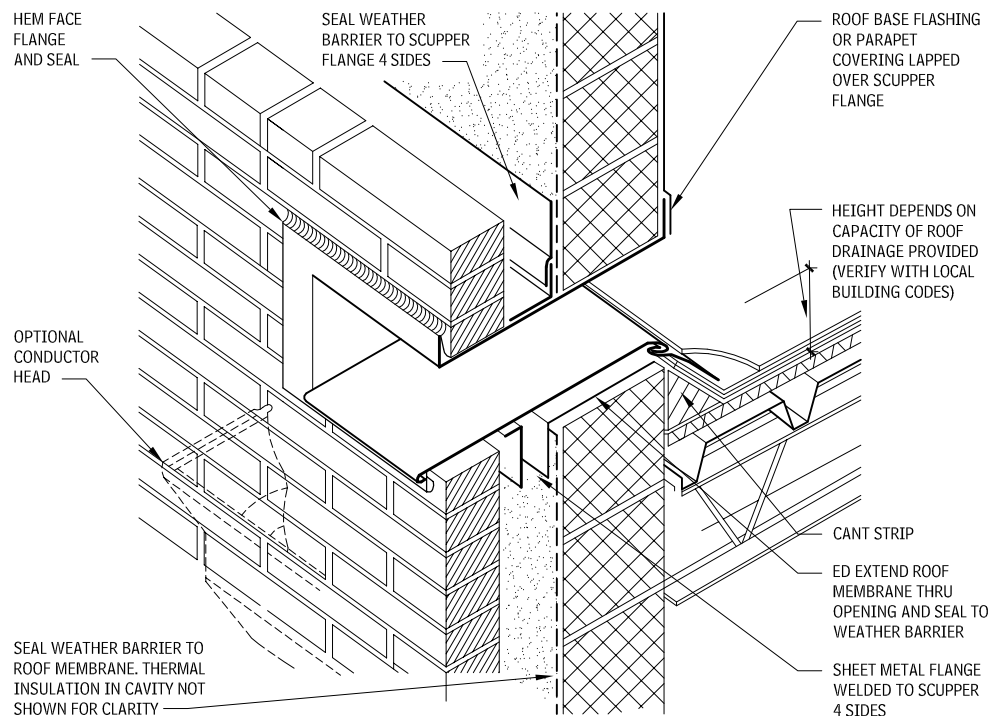 HEM FACE
FLANGE
AND SEAL
SEAL WEATHER
BARRIER TO SCUPPER
FLANGE 4 SIDES
ROOF BASE FLASHING
OR PARAPET
COVERING LAPPED
OVER SCUPPER
FLANGE
HEIGHT DEPENDS ON
CAPACITY OF ROOF
DRAINAGE PROVIDED
(VERIFY WITH LOCAL
BUILDING CODES)
OPTIONAL
CONDUCTOR
HEAD
CANT STRIP
ED EXTEND ROOF
MEMBRANE THRU
OPENING AND SEAL TO
WEATHER BARRIER
SEAL WEATHER BARRIER TO
ROOF MEMBRANE. THERMAL
INSULATION IN CAVITY NOT
SHOWN FOR CLARITY
SHEET METAL FLANGE
WELDED TO SCUPPER
4 SIDES